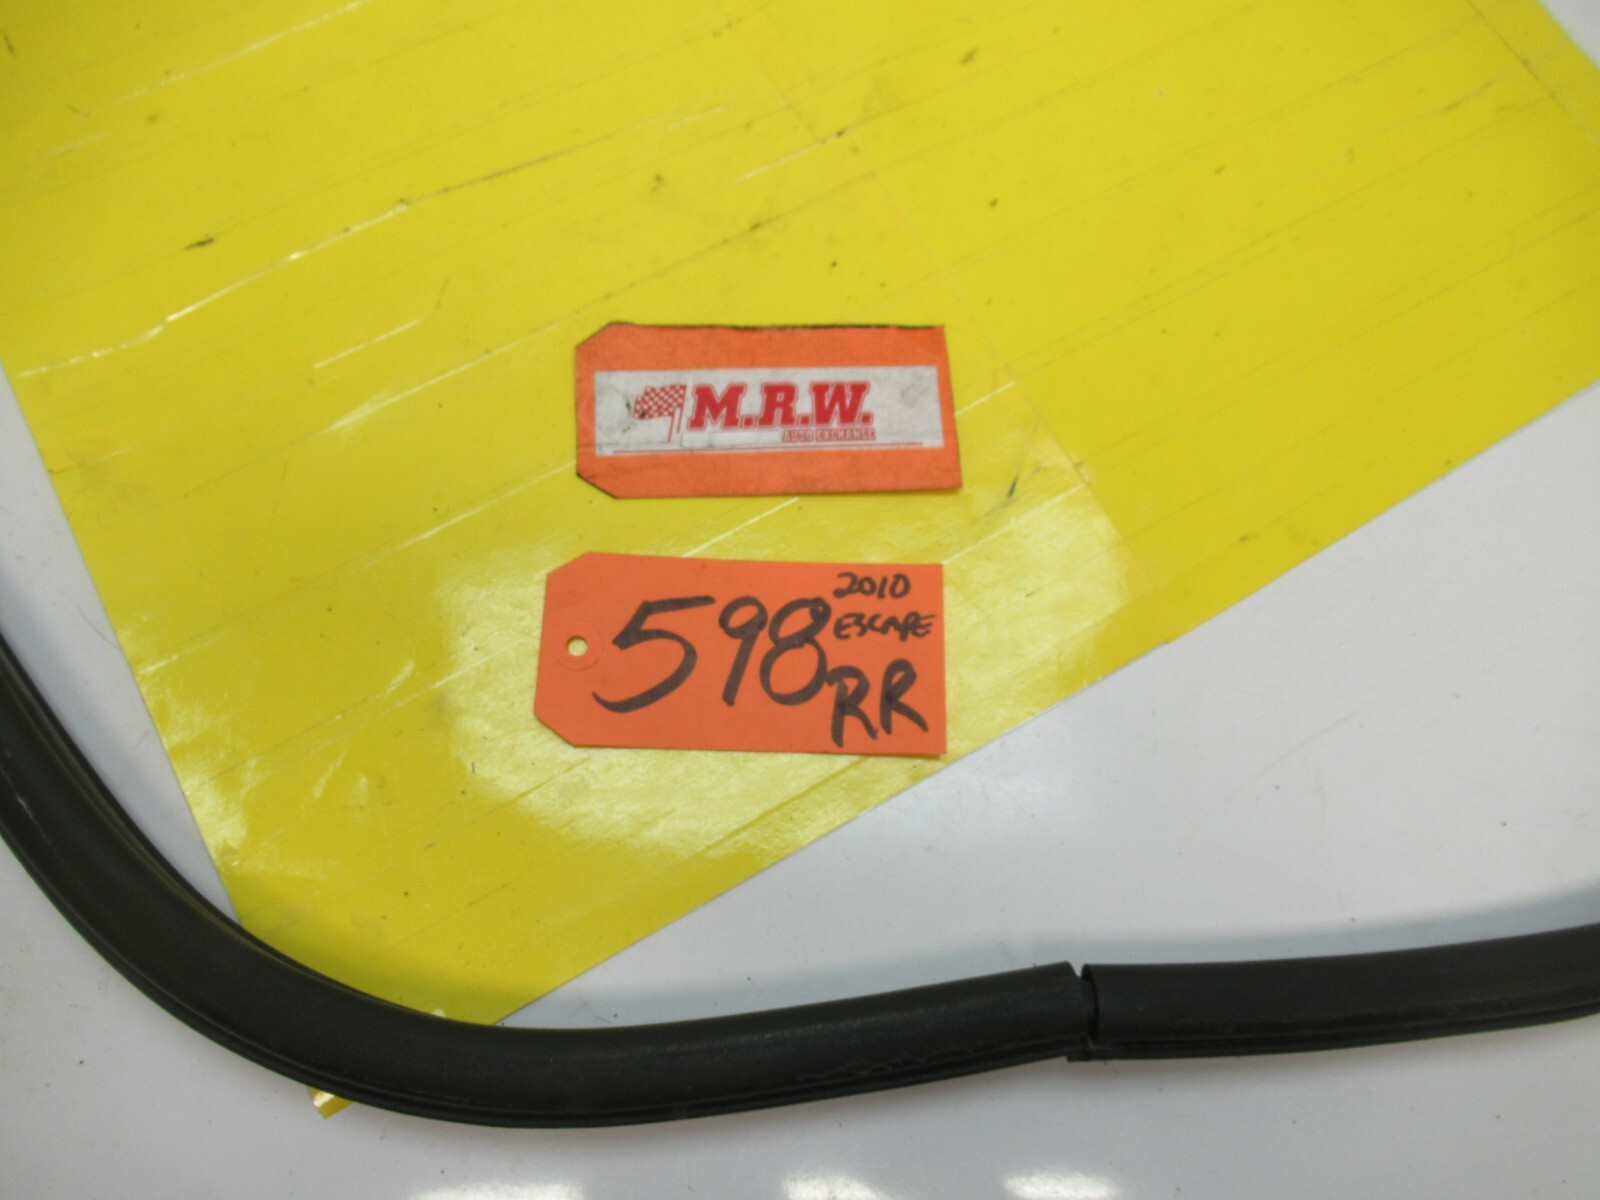 M.R.W.
AUTO EXCHANGE
598
2010
ESCAPE
RR